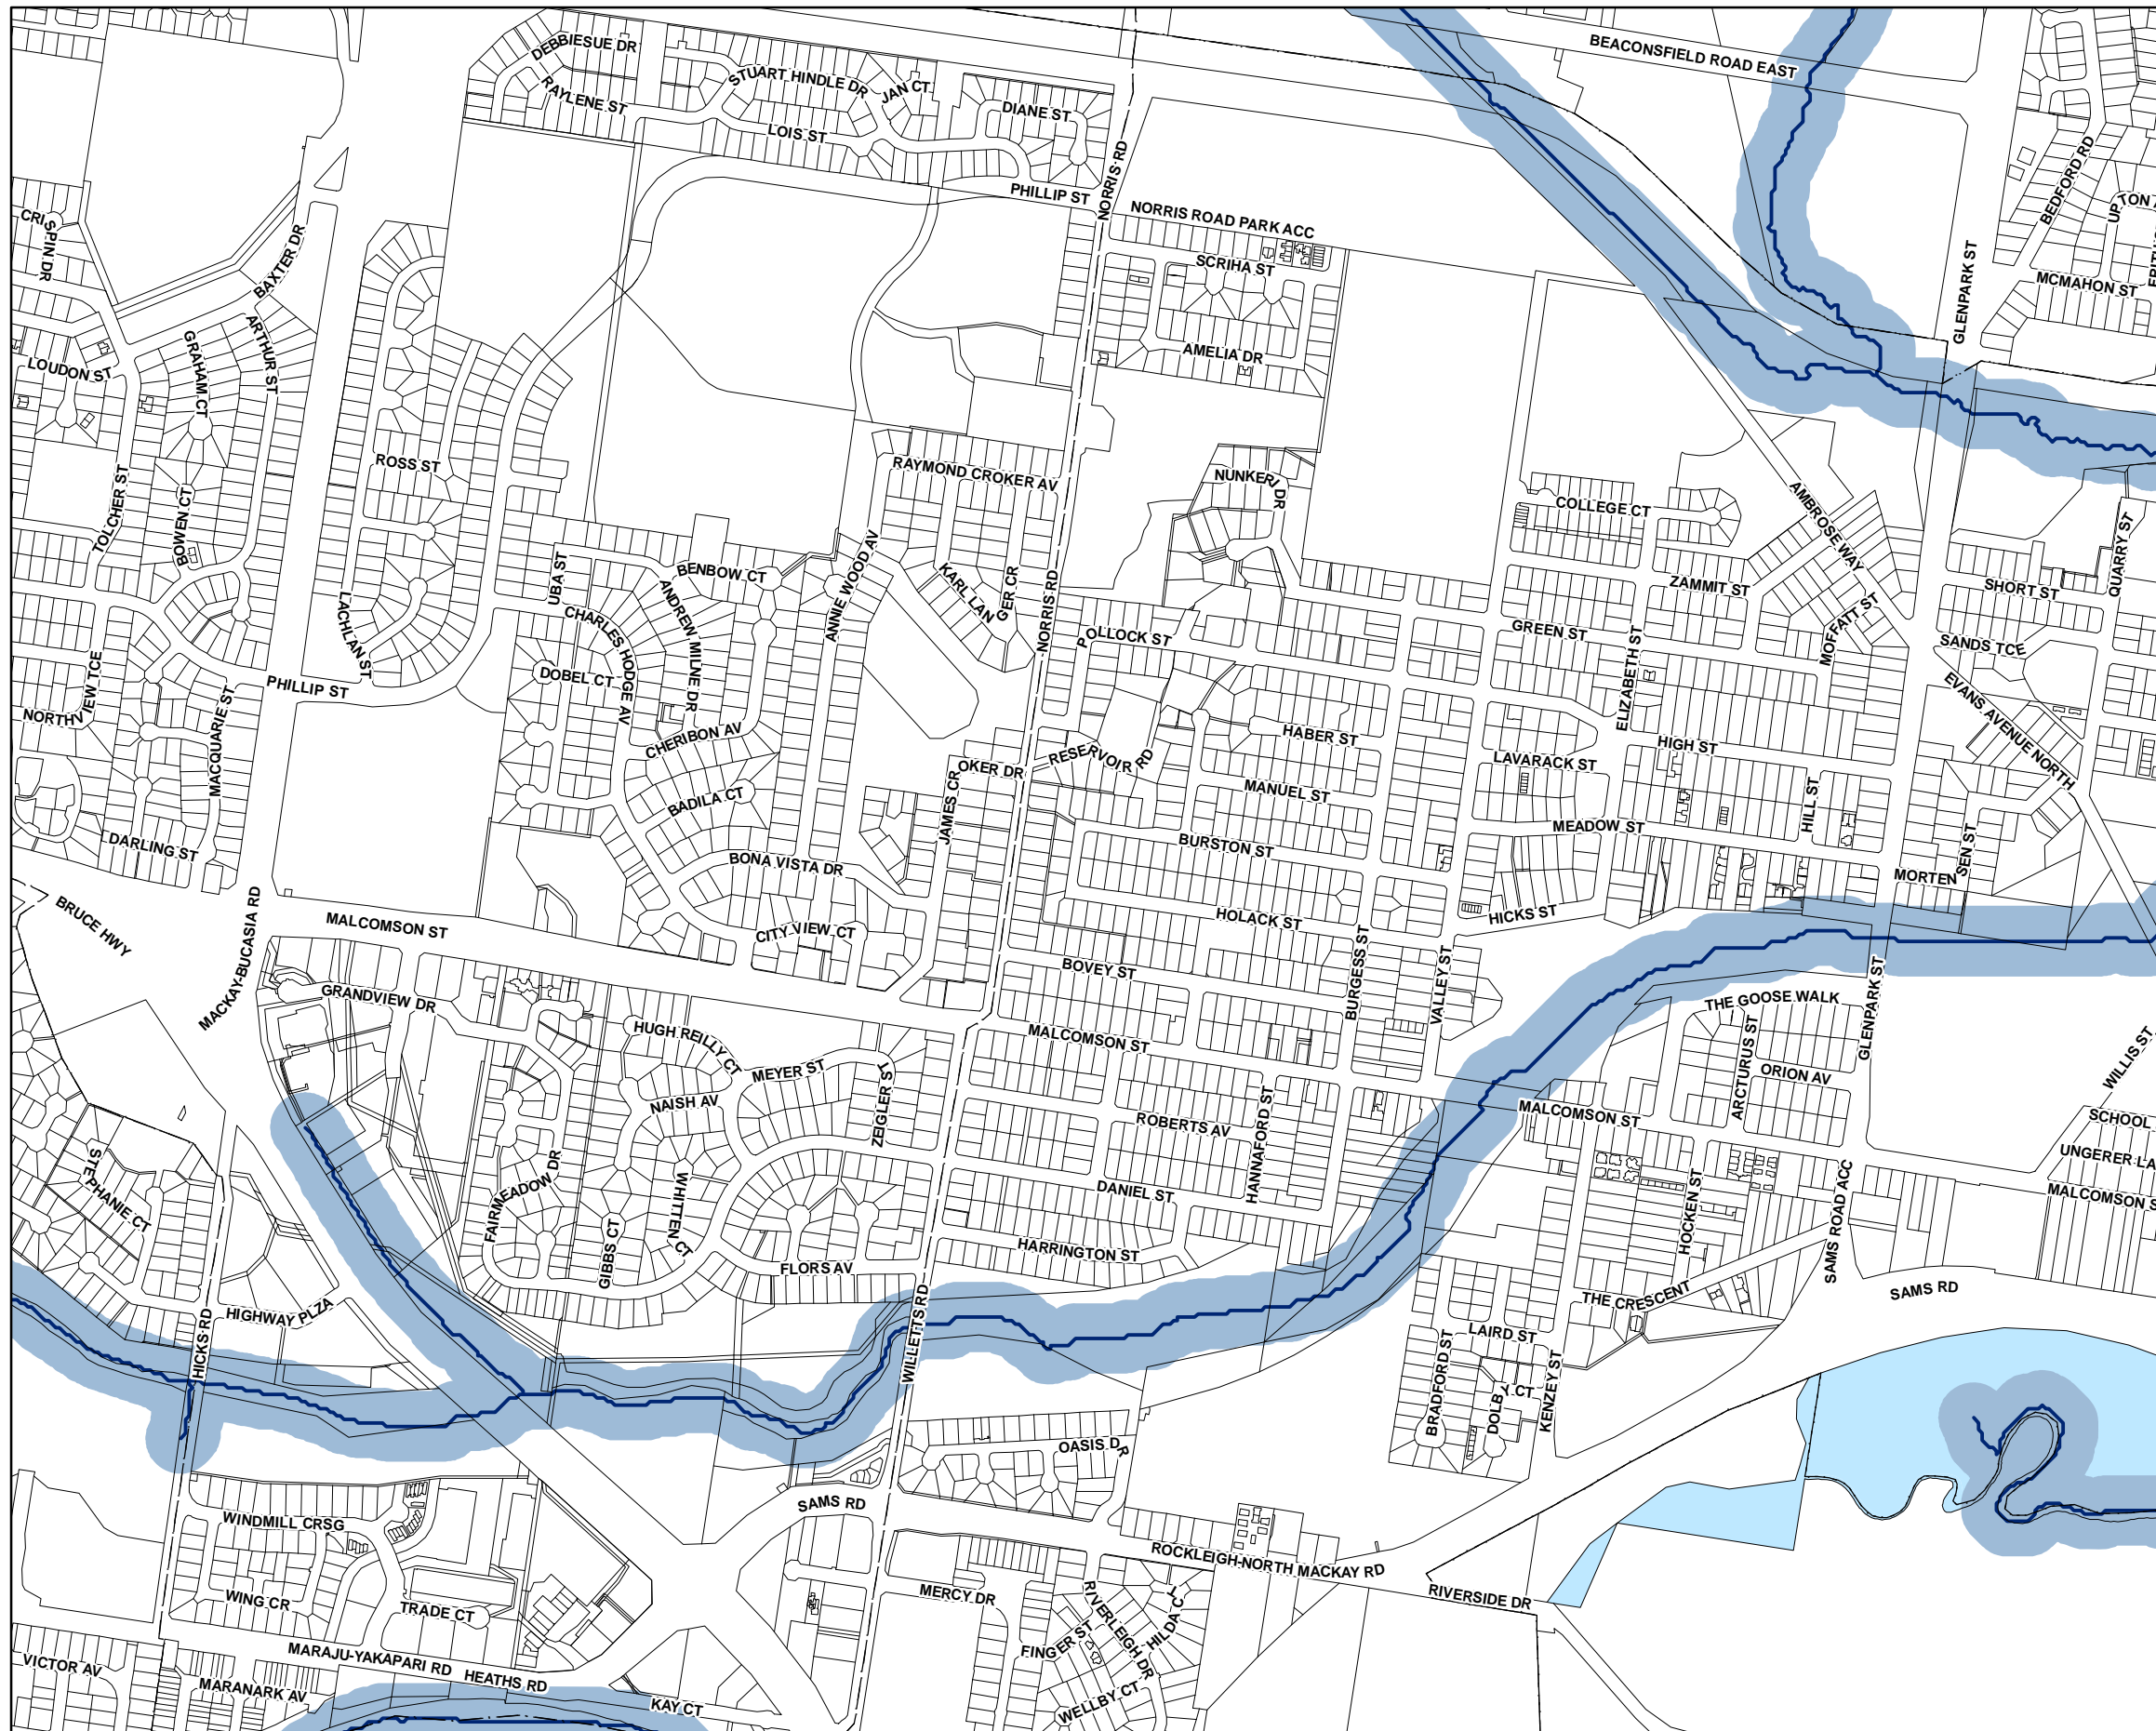 DEBBIESUE DR
RAYLENE ST
STUART HINDLE DR
JAN CT
LOIS ST
DIANE ST
BEACONSFIELD ROAD EAST
BEDFORD RD
UPTON
MCMAHON ST
GLENPARK ST
PHILLIP ST
NORRIS RD
NORRIS ROAD PARK ACC
SCRIHA ST
AMELIA DR
CRISPIN DR
BAXTER DR
ARTHUR ST
GRAHAM CT
LOUDON ST
TOLCHER ST
BOWEN CT
ROSS ST
RAYMOND CROKER AV
NUNKERI DR
COLLEGE CT
AMBROSE WAY
QUARRY ST
SHORT ST
ZAMMIT ST
MOFFATT ST
GREEN ST
ELIZABETH ST
SANDS TCE
EVANS AVENUE NORTH
UBA ST
BENBOW CT
ANNIE WOOD AV
KARL LANGER CR
NORRIS RD
POLLOCK ST
LACHLAN ST
CHARLES HODGE AV
ANDREW MILNE DR
DOBEL CT
CHERIBON AV
BADILA CT
NORTHVIEW TCE
MACQUARIE ST
PHILLIP ST
DARLING ST
JAMES CROKER DR
RESERVOIR RD
HABER ST
MANUEL ST
LAVARACK ST
HIGH ST
HILL ST
MEADOW ST
BURSTON ST
MORTENSEN ST
BONA VISTA DR
CITY VIEW CT
HOLACK ST
HICKS ST
BRUCE HWY
MACKAY-BUCASIA RD
MALCOMSON ST
BOVEY ST
BURGESS ST
VALLEY ST
GLENPARK ST
THE GOOSE WALK
ARCTURUS ST
ORION AV
WILLIS ST
GRANDVIEW DR
HUGH REILLY CT
MEYER ST
ZEIGLER ST
NAISH AV
MALCOMSON ST
ROBERTS AV
HANNAFORD ST
MALCOMSON ST
SCHOOL
UNGERER LA
MALCOMSON S
STEPHANIE CT
FAIRMEADOW DR
GIBBS CT
WHITTEN CT
DANIEL ST
HARRINGTON ST
FLORS AV
HOCKEN ST
SAMS ROAD ACC
SAMS RD
THE CRESCENT
HIGHWAY PLZA
HICKS RD
WILLETTS RD
LAIRD ST
BRADFORD ST
DOLBY CT
KENZEY ST
OASIS DR
SAMS RD
WINDMILL CRSG
WING CR
TRADE CT
MERCY DR
ROCKLEIGH-NORTH MACKAY RD
RIVERSIDE DR
FINGER ST
RIVERLEIGH DR
HILDA CT
WELLBY CT
MARAJU-YAKAPARI RD
HEATHS RD
VICTOR AV
MARANARK AV
KAY CT